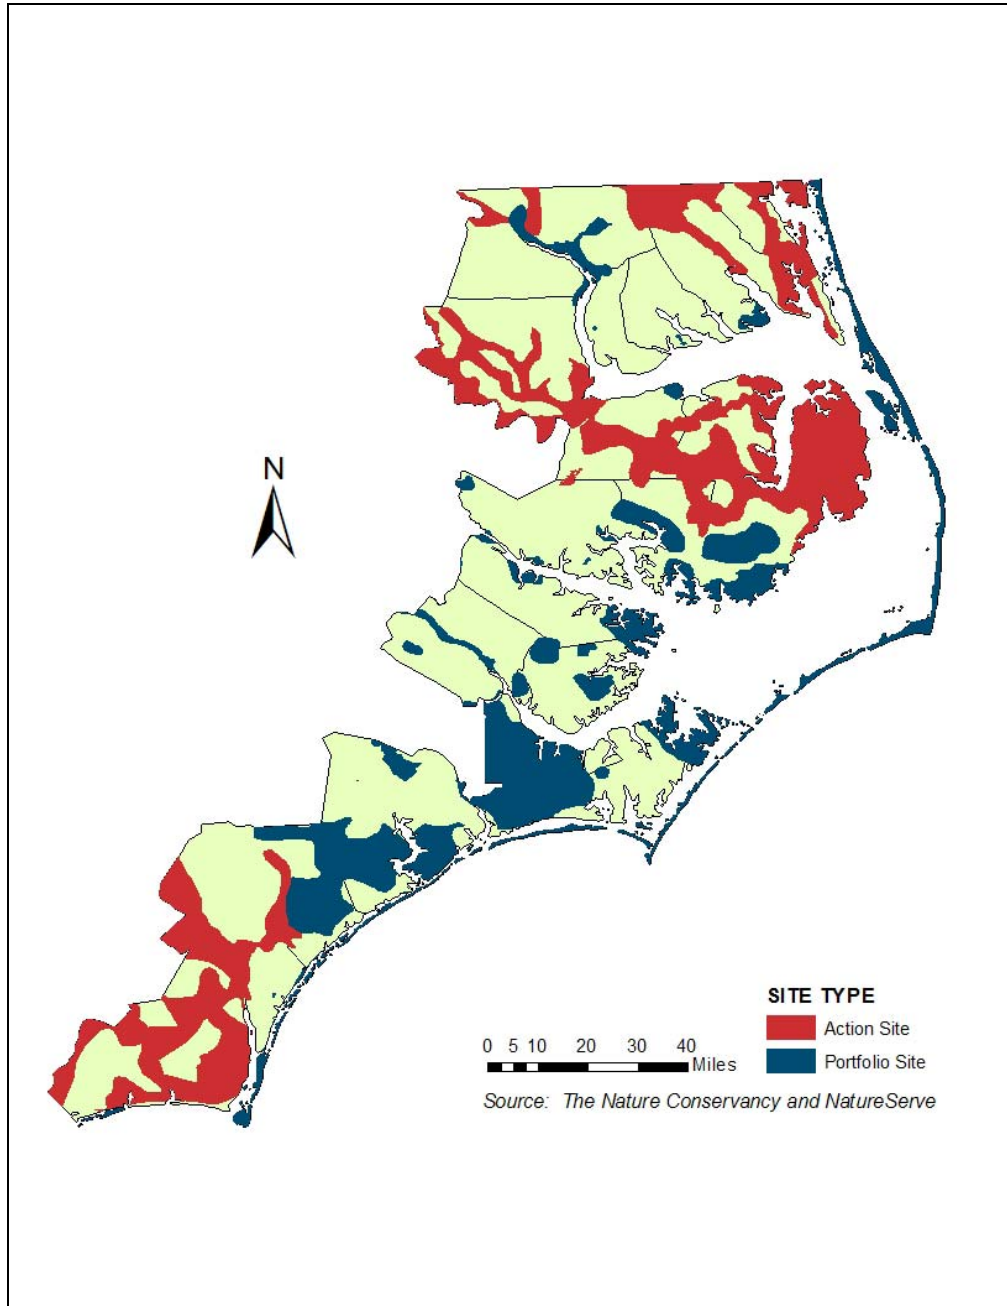 N
SITE TYPE
Action Site
Portfolio Site
0 5 10 20 30 40
Miles
Source: The Nature Conservancy and NatureServe